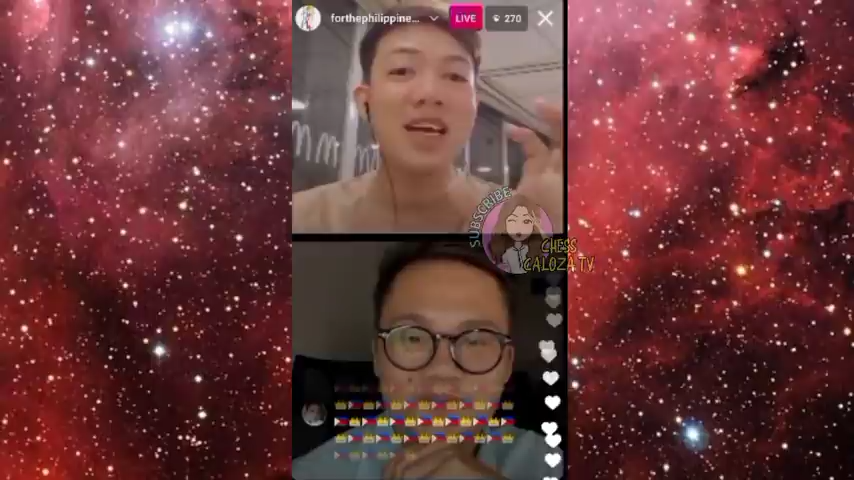 forthephilippine...
LIVE
270
SUBSCRIBE
CHESS
CALOZA TV